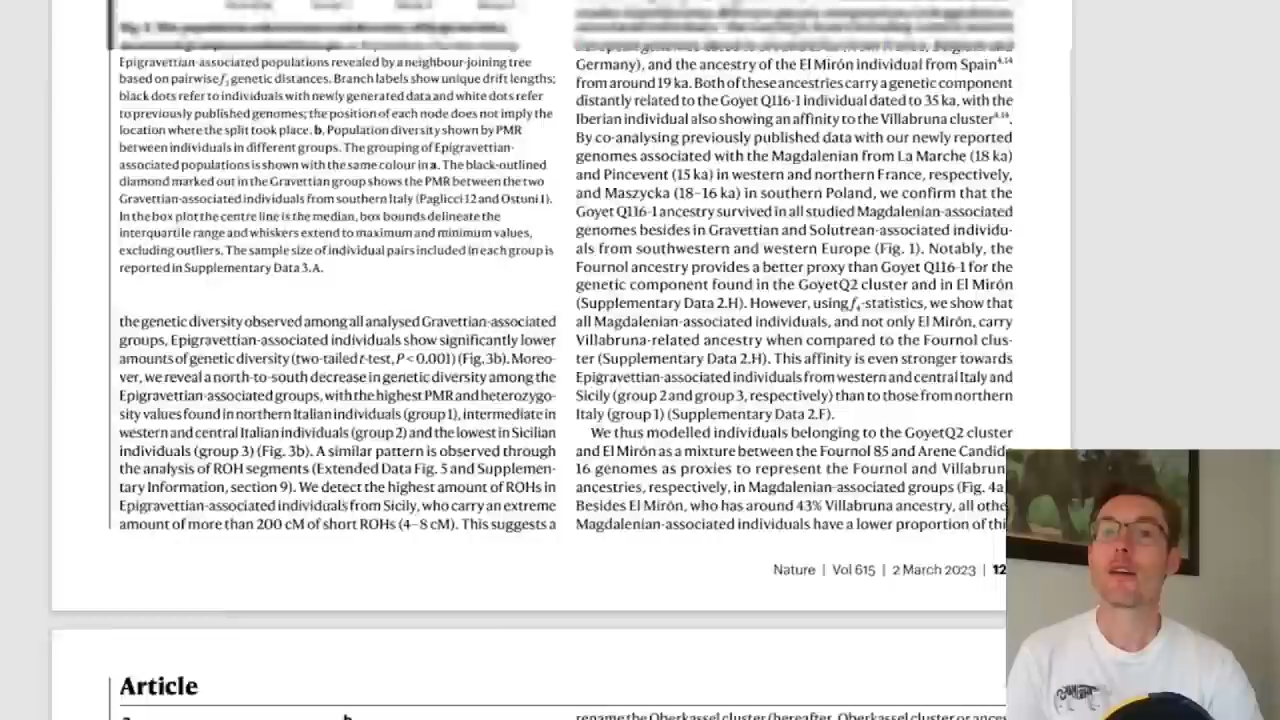 Epigravettian-associated populations revealed by a neighbour-joining tree
based on pairwise f₂ genetic distances. Branch labels show unique drift lengths;
black dots refer to individuals with newly generated data and white dots refer
to previously published genomes; the position of each node does not imply the
location where the split took place. b, Population diversity shown by PMR
between individuals in different groups. The grouping of Epigravettian-
associated populations is shown with the same colour in a. The black-outlined
diamond marked out in the Gravettian group shows the PMR between the two
Gravettian-associated individuals from southern Italy (Paglicci 12 and Ostuni 1).
In the box plot the centre line is the median, box bounds delineate the
interquartile range and whiskers extend to maximum and minimum values,
excluding outliers. The sample size of individual pairs included in each group is
reported in Supplementary Data 3.A.
the genetic diversity observed among all analysed Gravettian-associated
groups, Epigravettian-associated individuals show significantly lower
amounts of genetic diversity (two-tailed t-test, P < 0.001) (Fig. 3b). Moreo-
ver, we reveal a north-to-south decrease in genetic diversity among the
Epigravettian-associated groups, with the highest PMR and heterozygo-
sity values found in northern Italian individuals (group 1), intermediate in
western and central Italian individuals (group 2) and the lowest in Sicilian
individuals (group 3) (Fig. 3b). A similar pattern is observed through
the analysis of ROH segments (Extended Data Fig. 5 and Supplemen-
tary Information, section 9). We detect the highest amount of ROHs in
Epigravettian-associated individuals from Sicily, who carry an extreme
amount of more than 200 cM of short ROHs (4–8 cM). This suggests a
Germany), and the ancestry of the El Mirón individual from Spain⁴,¹⁴
from around 19 ka. Both of these ancestries carry a genetic component
distantly related to the Goyet Q116-1 individual dated to 35 ka, with the
Iberian individual also showing an affinity to the Villabruna cluster⁴,¹⁴.
By co-analysing previously published data with our newly reported
genomes associated with the Magdalenian from La Marche (18 ka)
and Pincevent (15 ka) in western and northern France, respectively,
and Maszycka (18–16 ka) in southern Poland, we confirm that the
Goyet Q116-1 ancestry survived in all studied Magdalenian-associated
genomes besides in Gravettian and Solutrean-associated individu-
als from southwestern and western Europe (Fig. 1). Notably, the
Fournol ancestry provides a better proxy than Goyet Q116-1 for the
genetic component found in the GoyetQ2 cluster and in El Mirón
(Supplementary Data 2.H). However, using f₄-statistics, we show that
all Magdalenian-associated individuals, and not only El Mirón, carry
Villabruna-related ancestry when compared to the Fournol clus-
ter (Supplementary Data 2.H). This affinity is even stronger towards
Epigravettian-associated individuals from western and central Italy and
Sicily (group 2 and group 3, respectively) than to those from northern
Italy (group 1) (Supplementary Data 2.F).
We thus modelled individuals belonging to the GoyetQ2 cluster
and El Mirón as a mixture between the Fournol 85 and Arene Candid
16 genomes as proxies to represent the Fournol and Villabrun
ancestries, respectively, in Magdalenian-associated groups (Fig. 4a
Besides El Mirón, who has around 43% Villabruna ancestry, all othe
Magdalenian-associated individuals have a lower proportion of thi
Nature | Vol 615 | 2 March 2023 | 12
Article
a b
rename the Oberkassel cluster (hereafter, Oberkassel cluster or ances